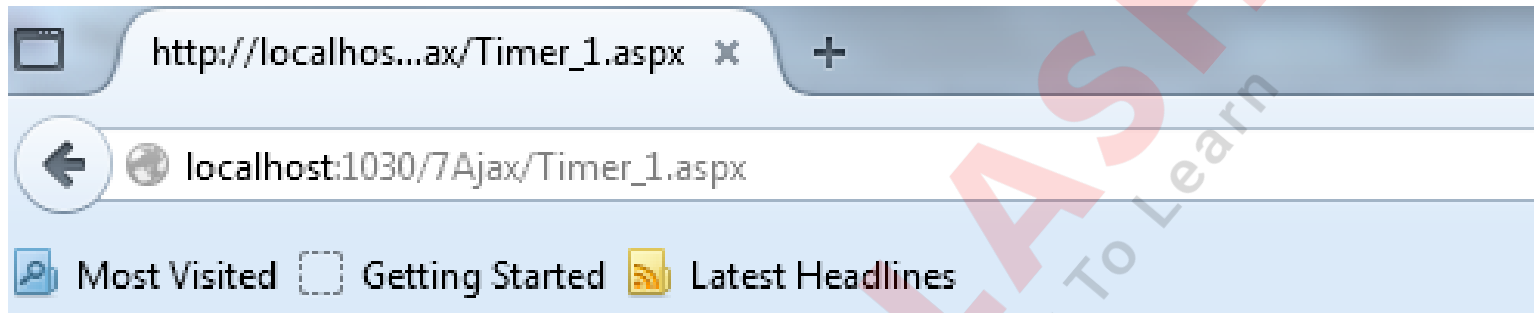 http://localhos...ax/Timer_1.aspx
localhost:1030/7Ajax/Timer_1.aspx
Most Visited Getting Started Latest Headlines
To Learn